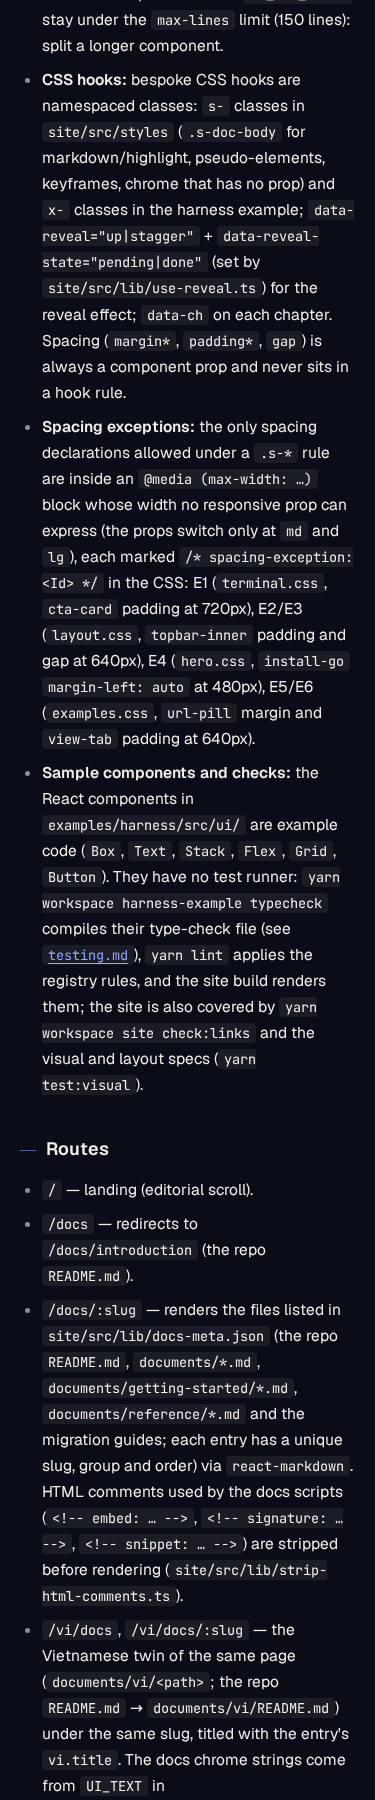 stay under the max-lines limit (150 lines):
split a longer component.
CSS hooks: bespoke CSS hooks are
namespaced classes: s- classes in
site/src/styles (.s-doc-body for
markdown/highlight, pseudo-elements,
keyframes, chrome that has no prop) and
x- classes in the harness example; data-
reveal="up|stagger" + data-reveal-
state="pending|done" (set by
site/src/lib/use-reveal.ts) for the
reveal effect; data-ch on each chapter.
Spacing (margin*, padding*, gap) is
always a component prop and never sits in
a hook rule.
Spacing exceptions: the only spacing
declarations allowed under a .s-* rule
are inside an @media (max-width: …)
block whose width no responsive prop can
express (the props switch only at md and
lg), each marked /* spacing-exception:
<Id> */ in the CSS: E1 (terminal.css,
cta-card padding at 720px), E2/E3
(layout.css, topbar-inner padding and
gap at 640px), E4 (hero.css, install-go
margin-left: auto at 480px), E5/E6
(examples.css, url-pill margin and
view-tab padding at 640px).
Sample components and checks: the
React components in
examples/harness/src/ui/ are example
code (Box, Text, Stack, Flex, Grid,
Button). They have no test runner: yarn
workspace harness-example typecheck
compiles their type-check file (see
testing.md), yarn lint applies the
registry rules, and the site build renders
them; the site is also covered by yarn
workspace site check:links and the
visual and layout specs (yarn
test:visual).
— Routes
/ — landing (editorial scroll).
/docs — redirects to
/docs/introduction (the repo
README.md).
/docs/:slug — renders the files listed in
site/src/lib/docs-meta.json (the repo
README.md, documents/*.md,
documents/getting-started/*.md,
documents/reference/*.md and the
migration guides; each entry has a unique
slug, group and order) via react-markdown.
HTML comments used by the docs scripts
(<!-- embed: … -->, <!-- signature: …
-->, <!-- snippet: … -->) are stripped
before rendering (site/src/lib/strip-
html-comments.ts).
/vi/docs, /vi/docs/:slug — the
Vietnamese twin of the same page
(documents/vi/<path>; the repo
README.md → documents/vi/README.md)
under the same slug, titled with the entry's
vi.title. The docs chrome strings come
from UI_TEXT in